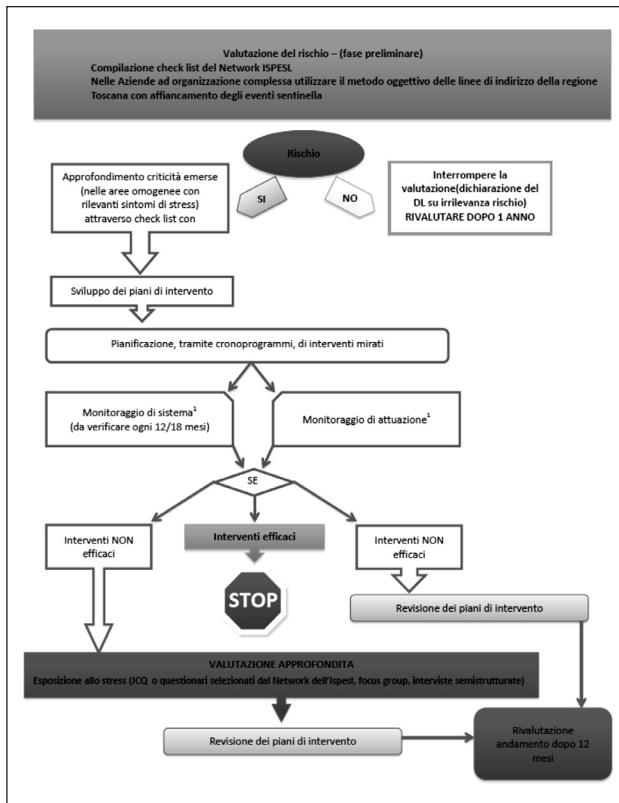 Valutazione del rischio – (fase preliminare)
Compilazione check list del Network ISPESL
Nelle Aziende ad organizzazione complessa utilizzare il metodo oggettivo delle linee di indirizzo della regione
Toscana con affiancamento degli eventi sentinella
Rischio
Approfondimento criticità emerse
(nelle aree omogenee con
rilevanti sintomi di stress)
attraverso check list con
SI
NO
Interrompere la
valutazione(dichiarazione del
DL su irrilevanza rischio)
RIVALUTARE DOPO 1 ANNO
Sviluppo dei piani di intervento
Pianificazione, tramite cronoprogrammi, di interventi mirati
Monitoraggio di sistema¹
(da verificare ogni 12/18 mesi)
Monitoraggio di attuazione¹
SE
Interventi NON
efficaci
Interventi efficaci
Interventi NON
efficaci
STOP
Revisione dei piani di intervento
VALUTAZIONE APPROFONDITA
Esposizione allo stress (JCQ o questionari selezionati dal Network dell'Ispesl, focus group, interviste semistrutturate)
Revisione dei piani di intervento
Rivalutazione
andamento dopo 12
mesi